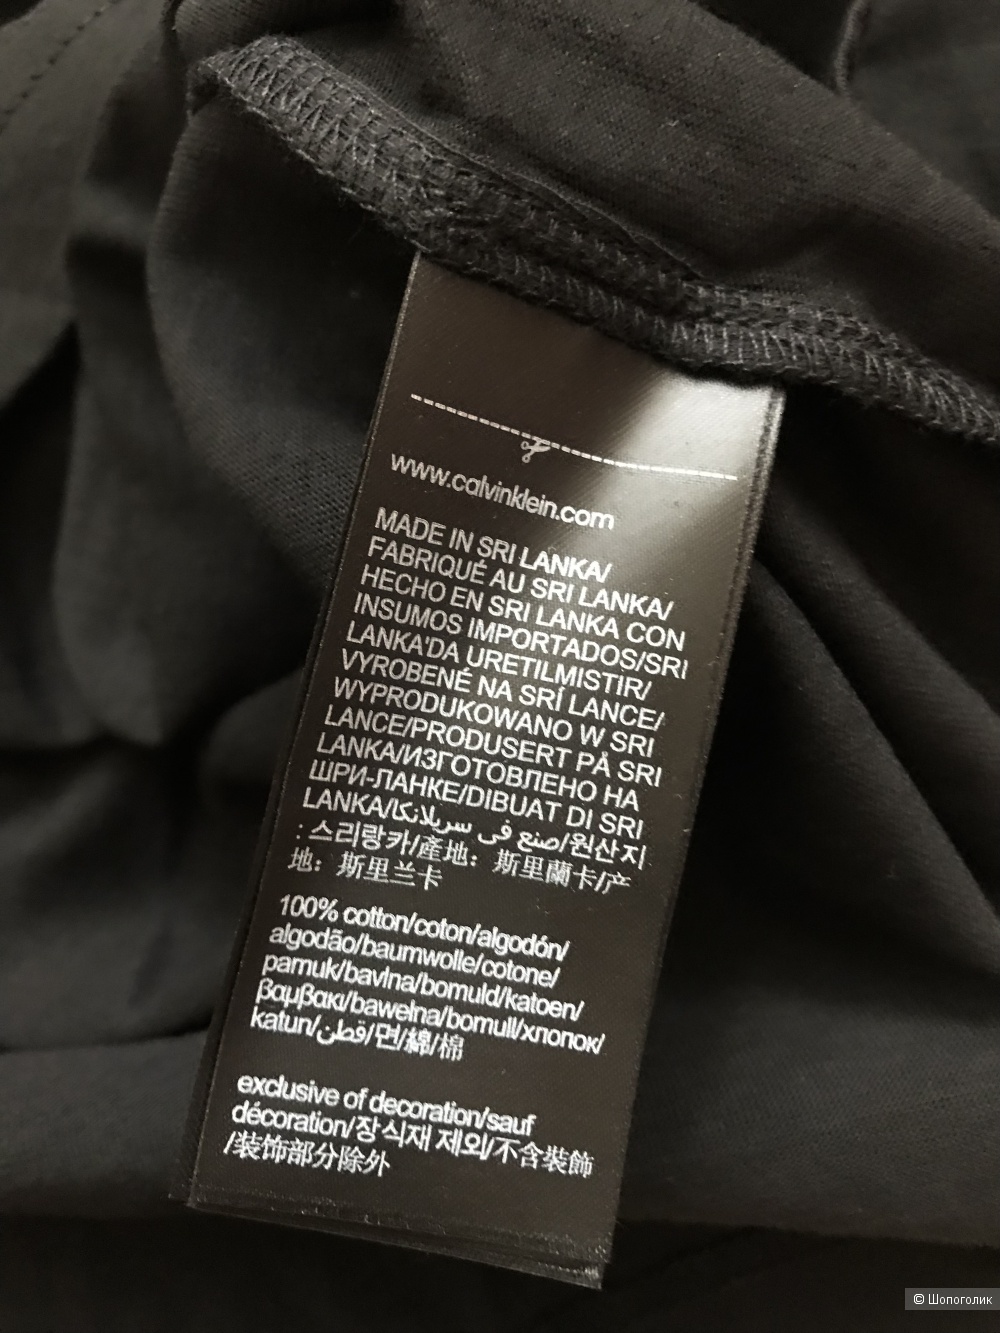 www.calvinklein.com
MADE IN SRI LANKA/
FABRIQUÉ AU SRI LANKA/
HECHO EN SRI LANKA CON
INSUMOS IMPORTADOS/SRI
LANKA'DA URETILMISTIR/
VYROBENÉ NA SRÍ LANCE/
WYPRODUKOWANO W SRI
LANCE/PRODUSERT PÅ SRI
LANKA/ИЗГОТОВЛЕНО НА
ШРИ-ЛАНКЕ/DIBUAT DI SRI
LANKA/صنع في سريلانكا/원산지
: 스리랑카/產地：斯里蘭卡/产
地：斯里兰卡
100% cotton/coton/algodón/
algodão/baumwolle/cotone/
pamuk/bavlna/bomuld/katoen/
βαμβακι/bawełna/bomull/хлопок/
katun/قطن/면/綿/棉
exclusive of decoration/sauf
décoration/장식재 제외/不含裝飾
/装饰部分除外
© Шопоголик